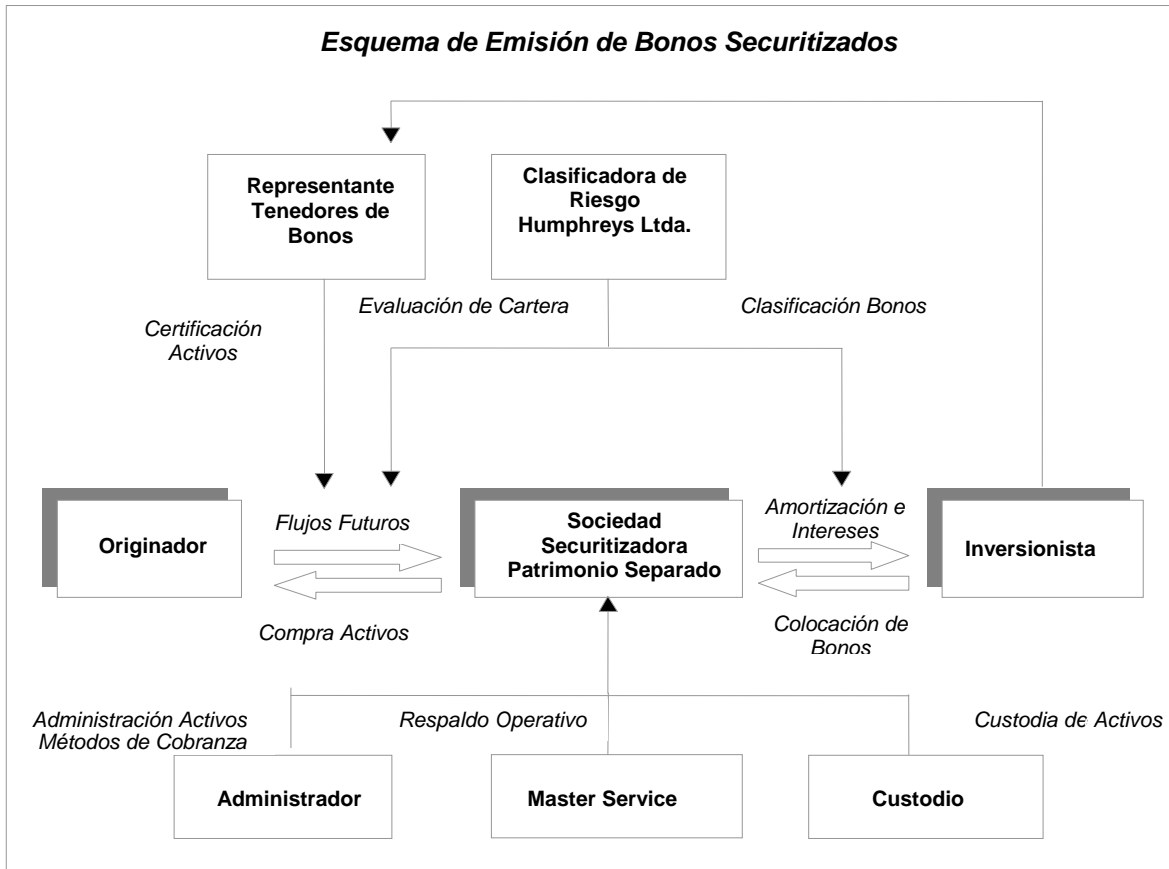 Esquema de Emisión de Bonos Securitizados
Representante
Tenedores de
Bonos
Clasificadora de
Riesgo
Humphreys Ltda.
Evaluación de Cartera
Clasificación Bonos
Certificación
Activos
Originador
Flujos Futuros
Compra Activos
Sociedad
Securitizadora
Patrimonio Separado
Amortización e
Intereses
Colocación de
Bonos
Inversionista
Administración Activos
Métodos de Cobranza
Respaldo Operativo
Custodia de Activos
Administrador
Master Service
Custodio